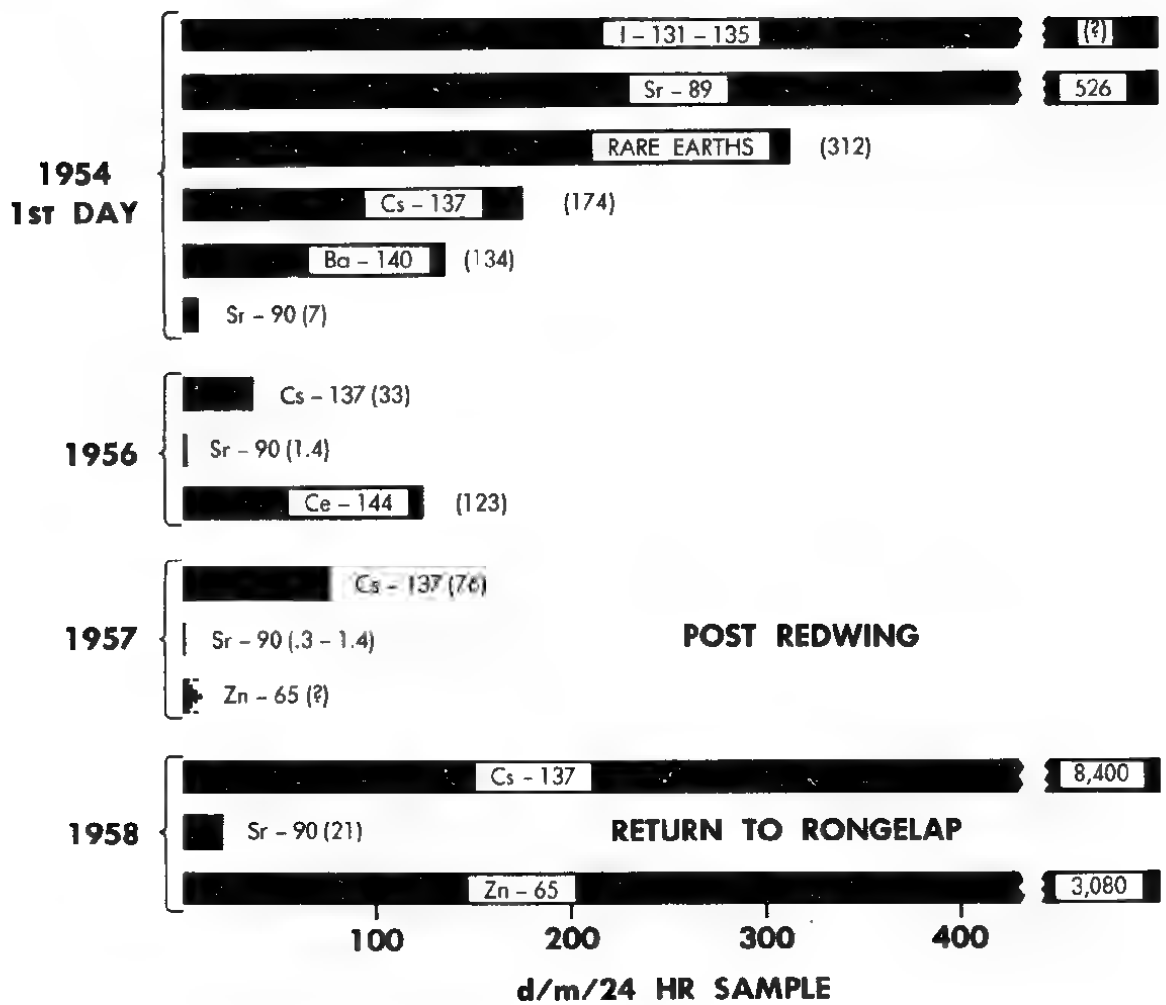 I – 131 – 135 (?)
Sr – 89 526
RARE EARTHS (312)
1954
1ST DAY
Cs – 137 (174)
Ba – 140 (134)
Sr – 90 (7)
Cs – 137 (33)
1956
Sr – 90 (1.4)
Ce – 144 (123)
Cs – 137 (76)
1957
Sr – 90 (.3 – 1.4)
POST REDWING
Zn – 65 (?)
Cs – 137 8,400
1958
Sr – 90 (21)
RETURN TO RONGELAP
Zn – 65 3,080
100 200 300 400
d/m/24 HR SAMPLE